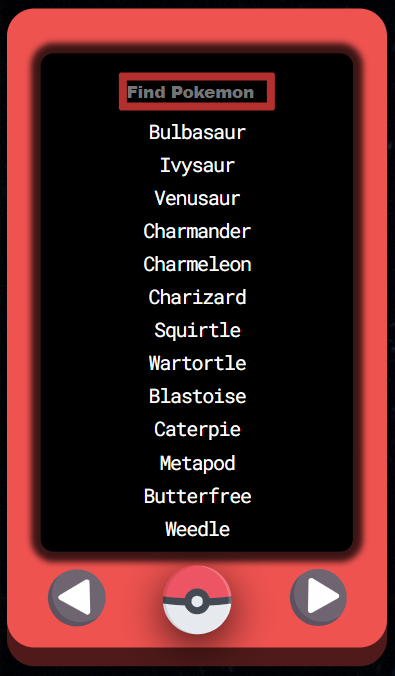 Find Pokemon
Bulbasaur
Ivysaur
Venusaur
Charmander
Charmeleon
Charizard
Squirtle
Wartortle
Blastoise
Caterpie
Metapod
Butterfree
Weedle